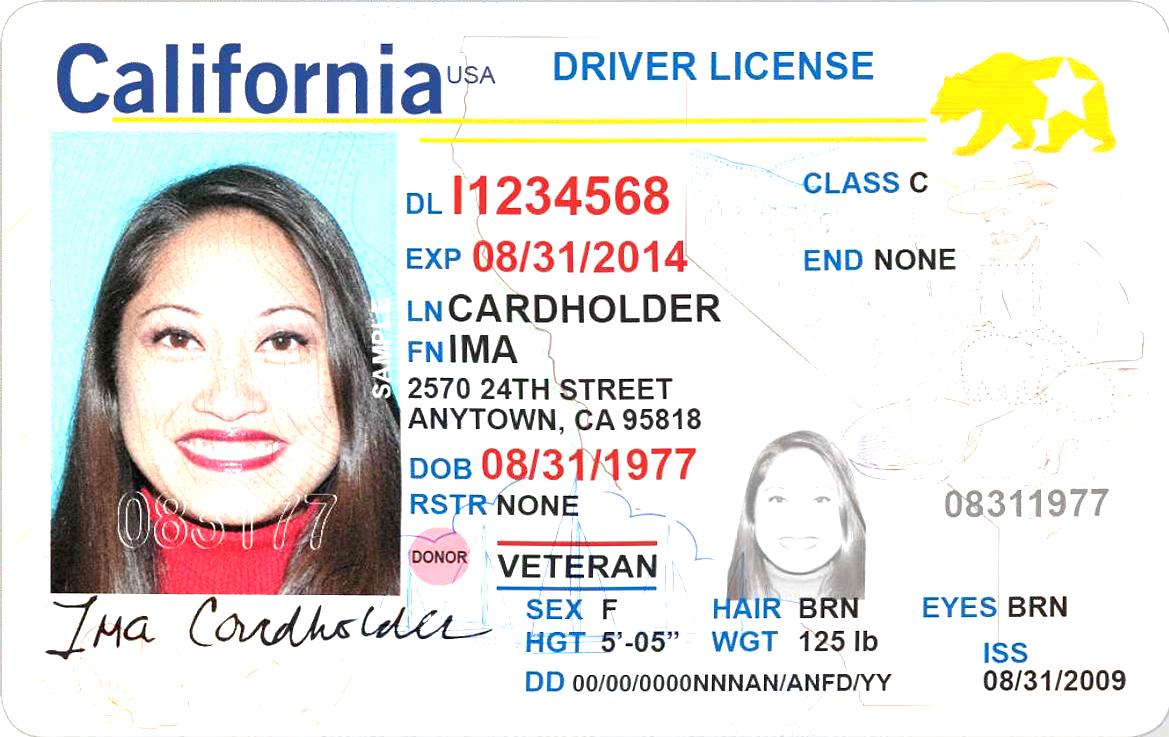 California USA DRIVER LICENSE
DL I1234568
CLASS C
EXP 08/31/2014
END NONE
LN CARDHOLDER
FN IMA
SAMPLE
2570 24TH STREET
ANYTOWN, CA 95818
DOB 08/31/1977
RSTR NONE
08311977
083177
DONOR
VETERAN
SEX F
HAIR BRN
EYES BRN
HGT 5'-05"
WGT 125 lb
ISS
08/31/2009
DD 00/00/0000NNNAN/ANFD/YY
Ima Cardholder